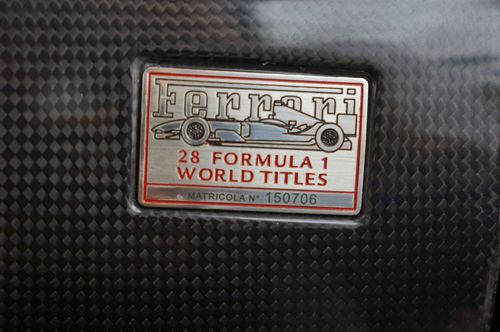 Ferrari
28 FORMULA 1
WORLD TITLES
MATRICOLA N° 150706